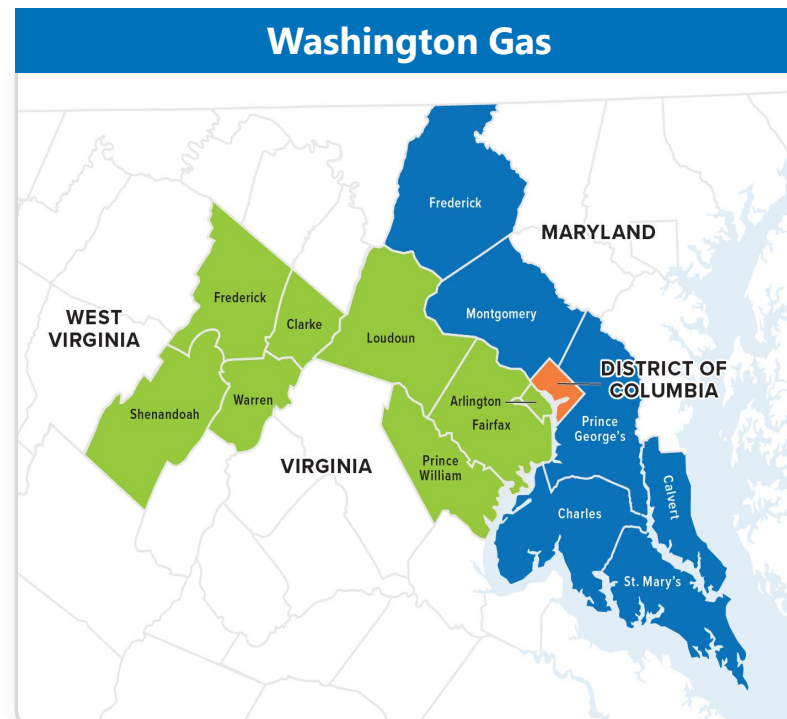 Washington Gas
Frederick
MARYLAND
Frederick
Montgomery
WEST
VIRGINIA
Clarke
Loudoun
DISTRICT OF
COLUMBIA
Shenandoah
Warren
Arlington
Fairfax
Prince
George's
VIRGINIA
Prince
William
Calvert
Charles
St. Mary's